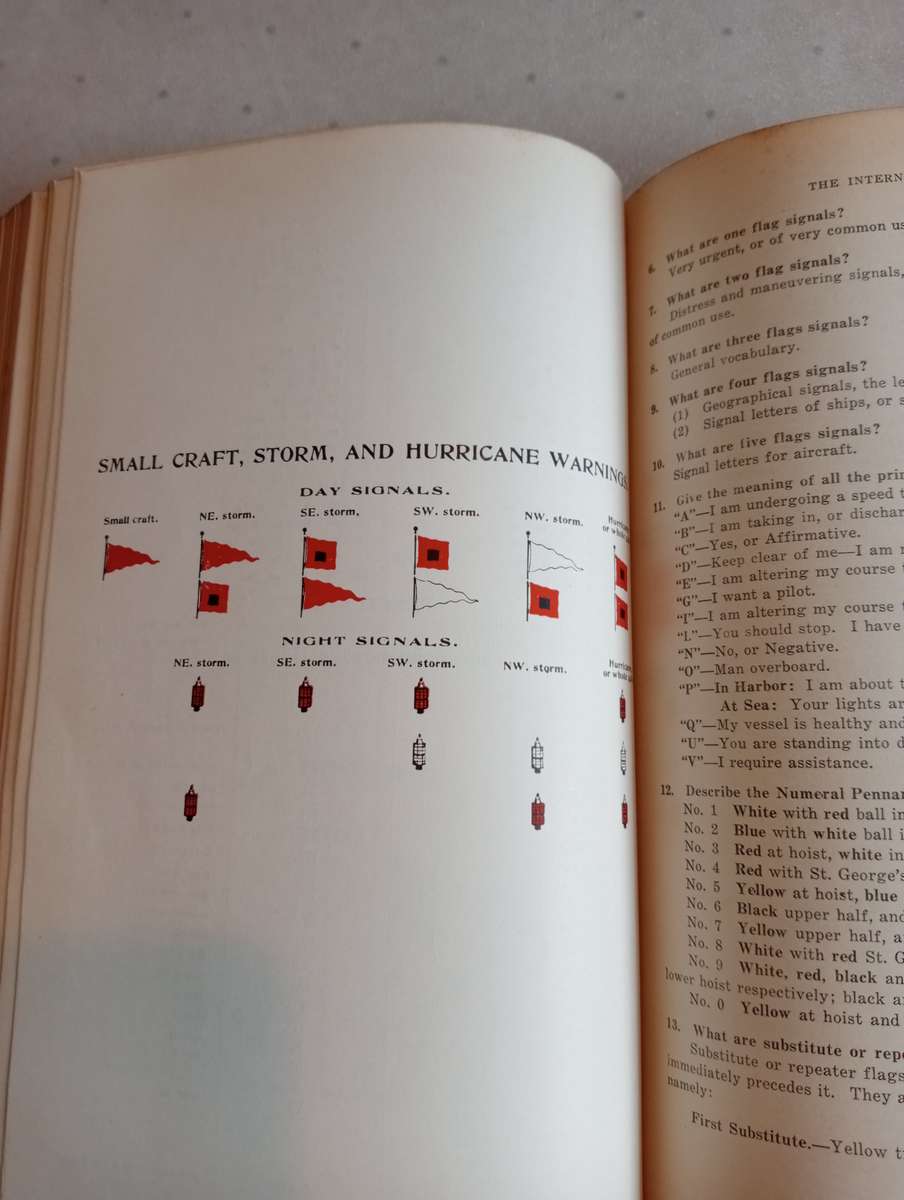 SMALL CRAFT, STORM, AND HURRICANE WARNINGS
DAY SIGNALS.
Small craft. NE. storm. SE. storm. SW. storm. NW. storm.
or whole
NIGHT SIGNALS.
NE. storm. SE. storm. SW. storm. NW. storm.
or whole
THE INTERN
6. What are one flag signals?
Very urgent, or of very common us
7. What are two flag signals?
Distress and maneuvering signals,
of common use.
8. What are three flags signals?
General vocabulary.
9. What are four flags signals?
(1) Geographical signals, the le
(2) Signal letters of ships, or s
10. What are five flags signals?
Signal letters for aircraft.
11. Give the meaning of all the prin
"A"—I am undergoing a speed t
"B"—I am taking in, or dischar
"C"—Yes, or Affirmative.
"D"—Keep clear of me—I am
"E"—I am altering my course
"G"—I want a pilot.
"I"—I am altering my course t
"L"—You should stop. I have
"N"—No, or Negative.
"O"—Man overboard.
"P"—In Harbor: I am about t
At Sea: Your lights ar
"Q"—My vessel is healthy and
"U"—You are standing into d
"V"—I require assistance.
12. Describe the Numeral Pennan
No. 1 White with red ball in
No. 2 Blue with white ball i
No. 3 Red at hoist, white in
No. 4 Red with St. George's
No. 5 Yellow at hoist, blue
No. 6 Black upper half, and
No. 7 Yellow upper half, a
No. 8 White with red St. G
No. 9 White, red, black an
lower hoist respectively; black a
No. 0 Yellow at hoist and
13. What are substitute or repe
Substitute or repeater flags
immediately precedes it. They a
namely:
First Substitute.—Yellow t